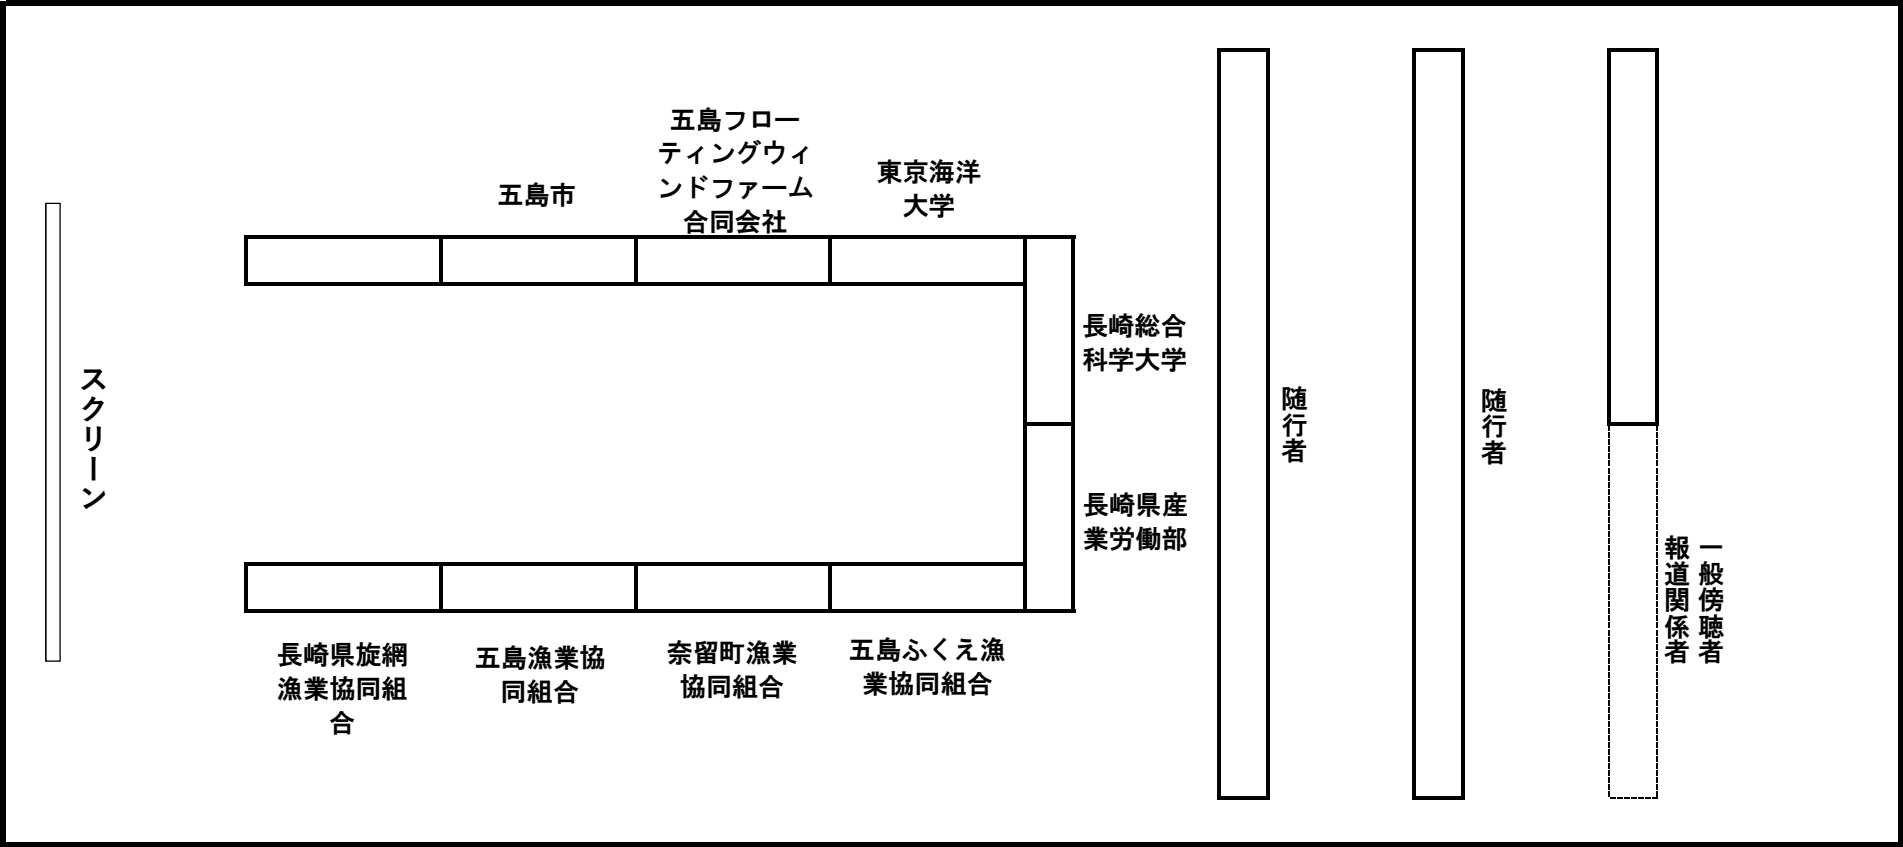 五島フロー
ティングウィ
ンドファーム
合同会社
東京海洋
大学
五島市
スクリーン
長崎総合
科学大学
長崎県産
業労働部
随行者
随行者
一般傍聴者
報道関係者
長崎県旋網
漁業協同組
合
五島漁業協
同組合
奈留町漁業
協同組合
五島ふくえ漁
業協同組合